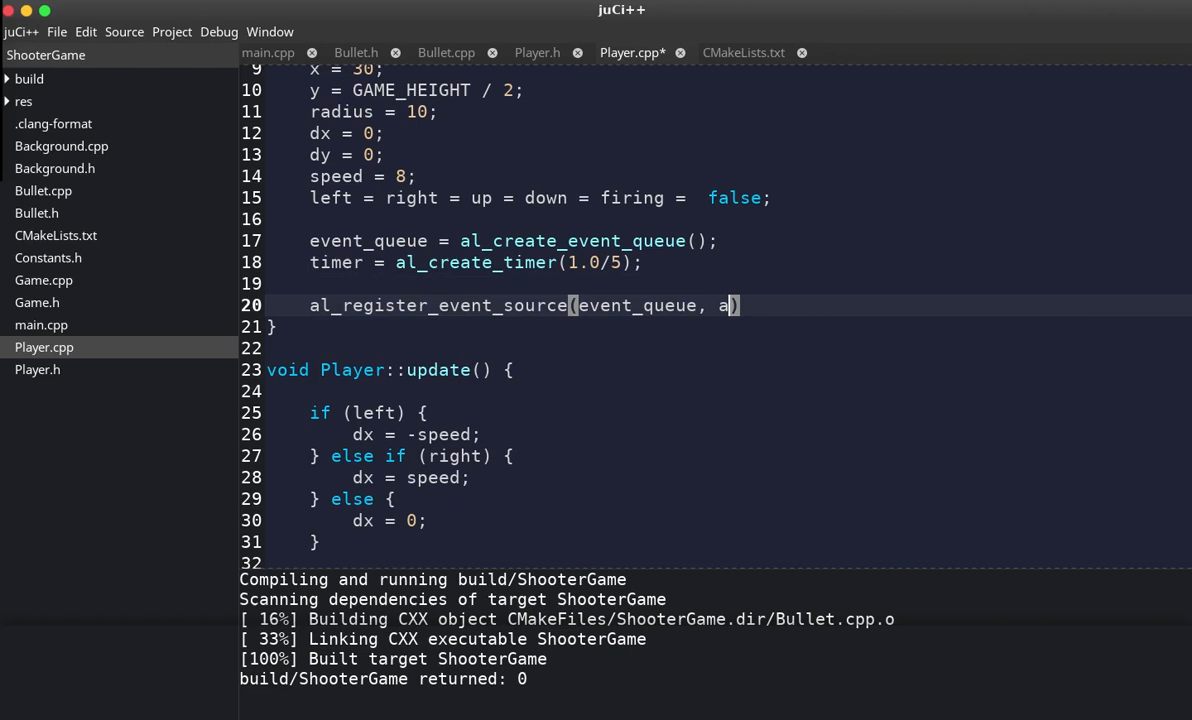 juCi++
juCi++ File Edit Source Project Debug Window
ShooterGame
build
res
.clang-format
Background.cpp
Background.h
Bullet.cpp
Bullet.h
CMakeLists.txt
Constants.h
Game.cpp
Game.h
main.cpp
Player.cpp
Player.h
main.cpp Bullet.h Bullet.cpp Player.h Player.cpp* CMakeLists.txt
9 x = 30;
10 y = GAME_HEIGHT / 2;
11 radius = 10;
12 dx = 0;
13 dy = 0;
14 speed = 8;
15 left = right = up = down = firing =  false;
16
17 event_queue = al_create_event_queue();
18 timer = al_create_timer(1.0/5);
19
20 al_register_event_source(event_queue, a)
21 }
22
23 void Player::update() {
24
25 if (left) {
26 dx = -speed;
27 } else if (right) {
28 dx = speed;
29 } else {
30 dx = 0;
31 }
32
Compiling and running build/ShooterGame
Scanning dependencies of target ShooterGame
[ 16%] Building CXX object CMakeFiles/ShooterGame.dir/Bullet.cpp.o
[ 33%] Linking CXX executable ShooterGame
[100%] Built target ShooterGame
build/ShooterGame returned: 0